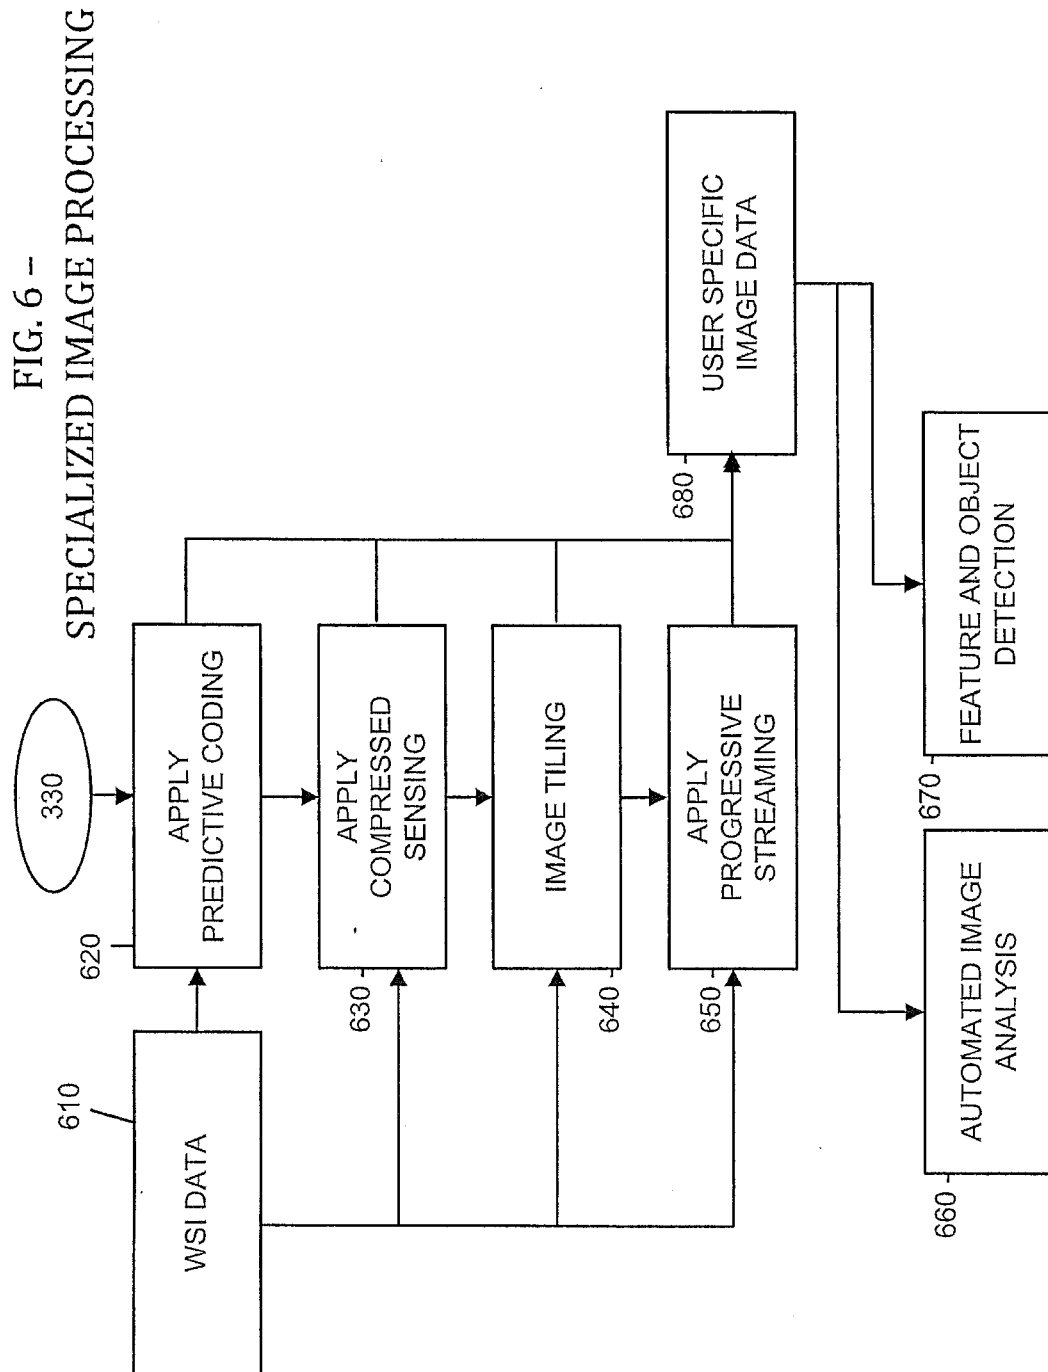 FIG. 6 –
SPECIALIZED IMAGE PROCESSING
330
610
WSI DATA
620
APPLY
PREDICTIVE CODING
630
APPLY
COMPRESSED
SENSING
IMAGE TILING
640
650
APPLY
PROGRESSIVE
STREAMING
680
USER SPECIFIC
IMAGE DATA
660
AUTOMATED IMAGE
ANALYSIS
670
FEATURE AND OBJECT
DETECTION